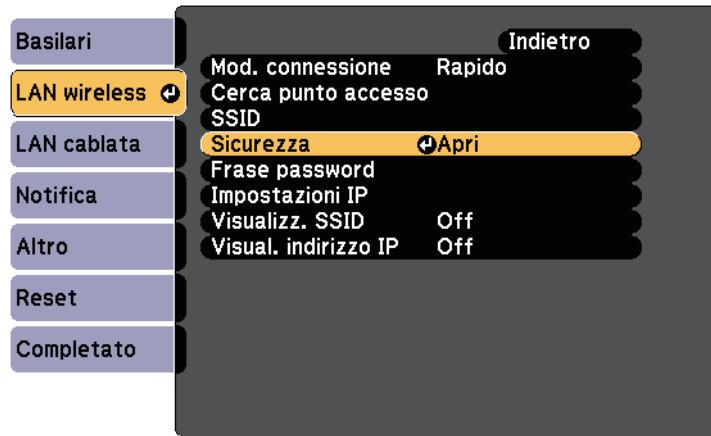 Basilari
LAN wireless
LAN cablata
Notifica
Altro
Reset
Completato
Indietro
Mod. connessione Rapido
Cerca punto accesso
SSID
Sicurezza Apri
Frase password
Impostazioni IP
Visualizz. SSID Off
Visual. indirizzo IP Off